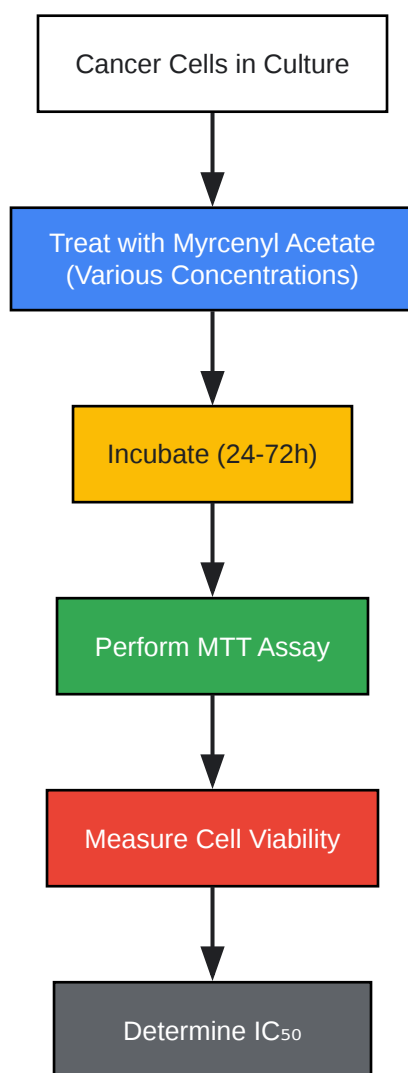 Cancer Cells in Culture
Treat with Myrcenyl Acetate
(Various Concentrations)
Incubate (24-72h)
Perform MTT Assay
Measure Cell Viability
Determine IC₅₀